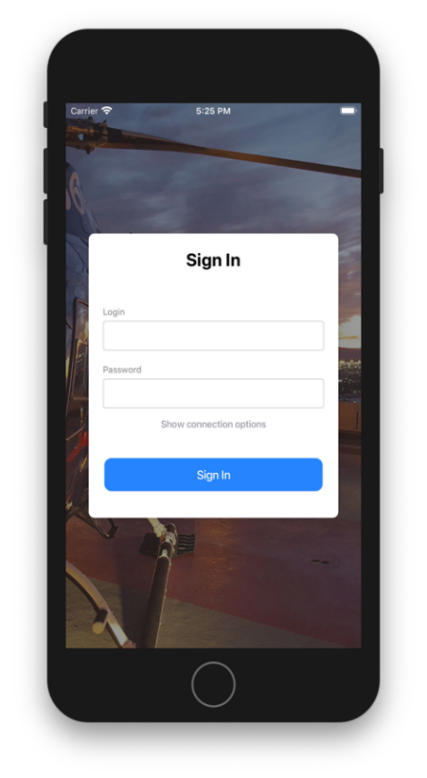 Carrier 5:25 PM
Sign In
Login
Password
Show connection options
Sign In